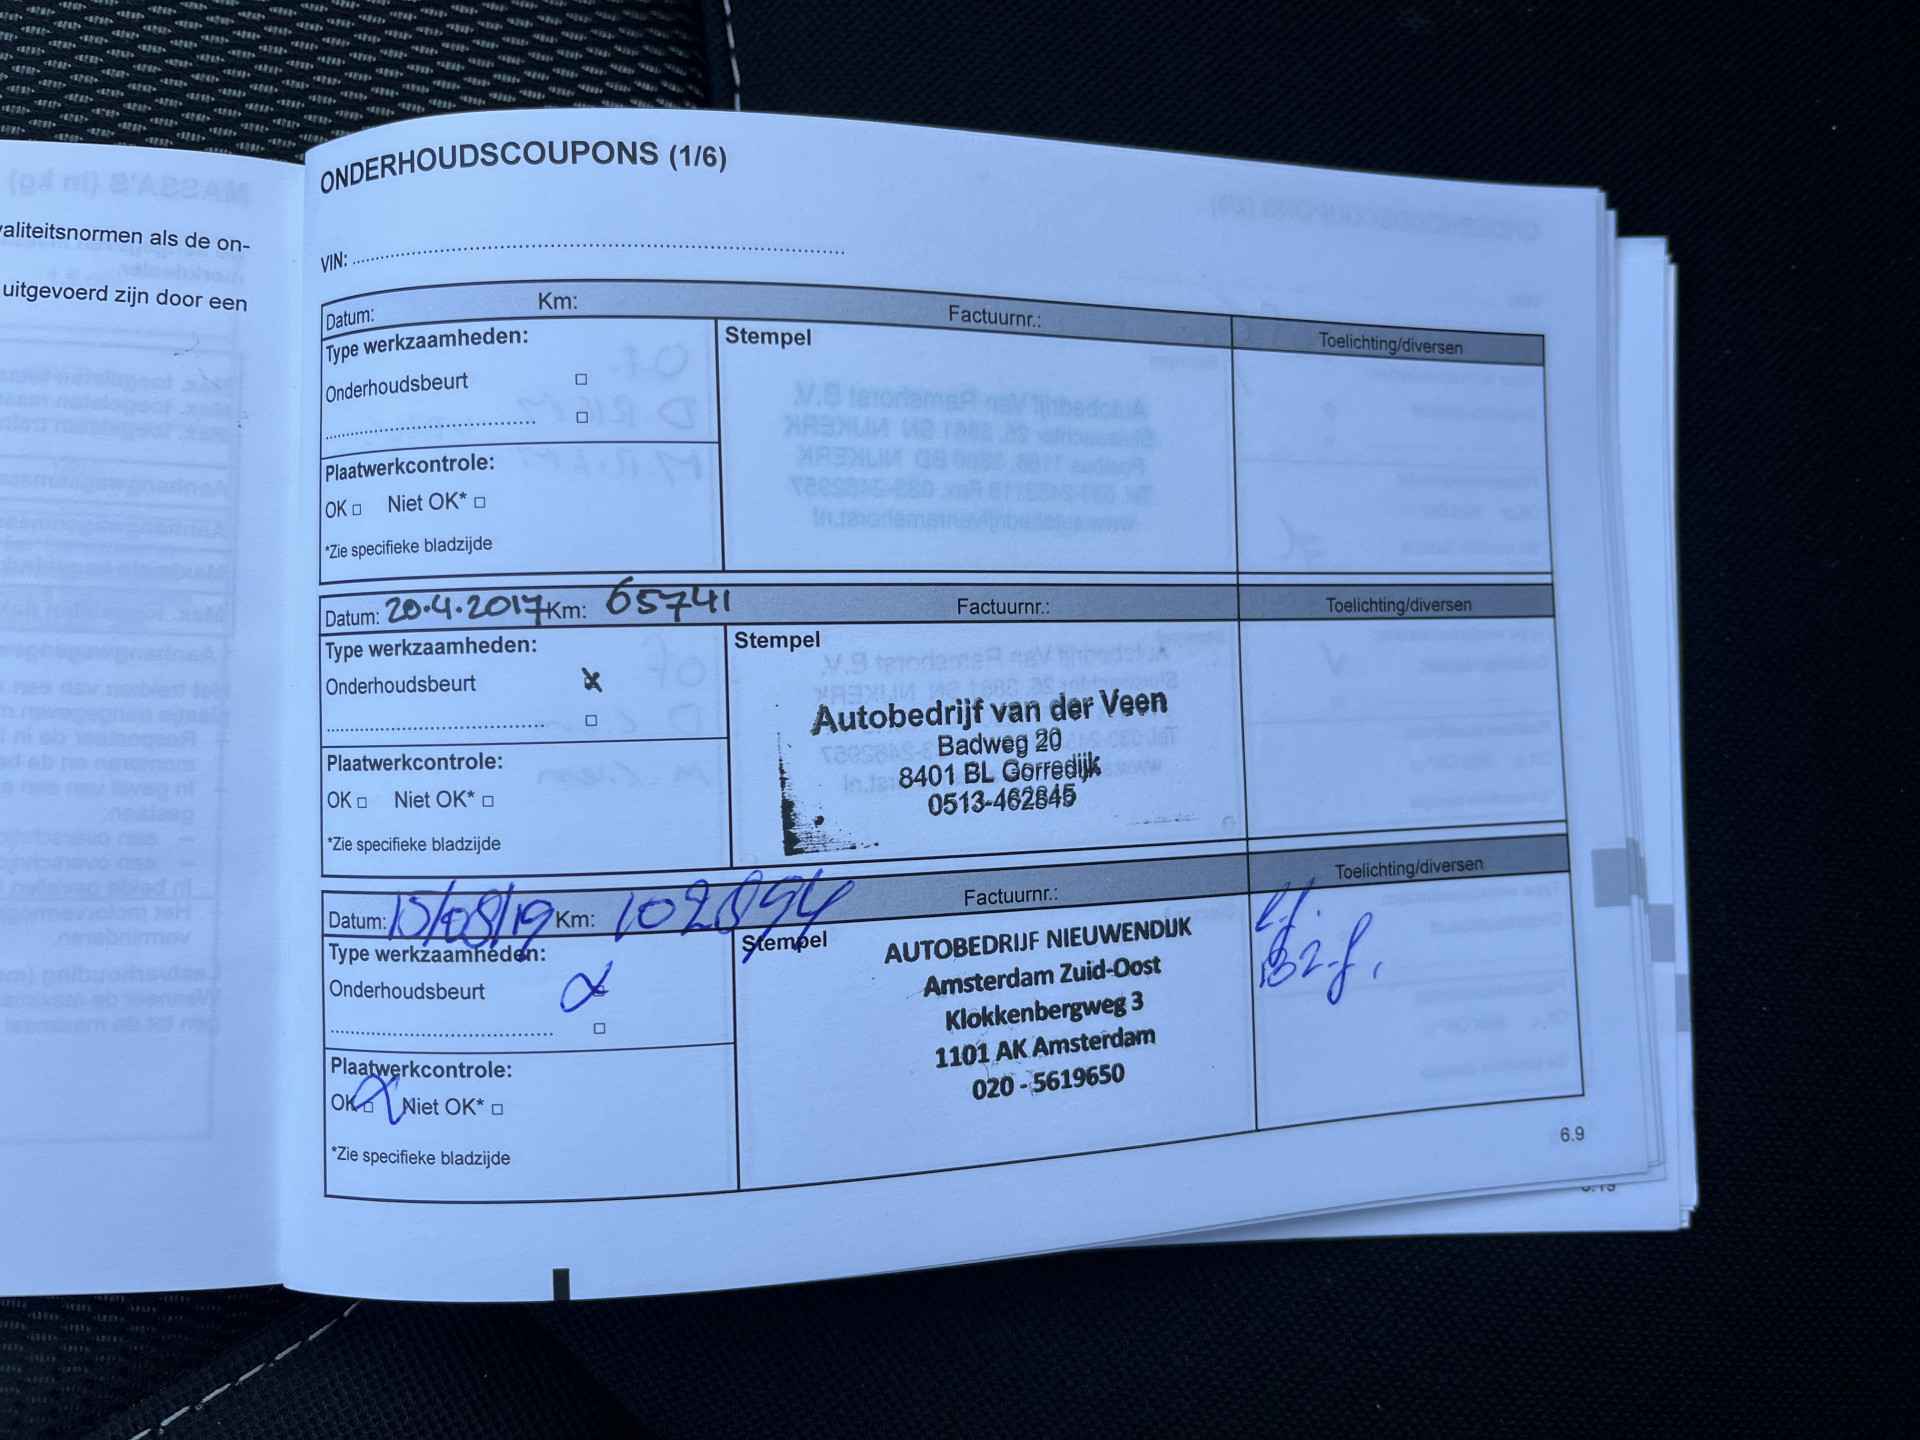 aliteitsnormen als de on-
uitgevoerd zijn door een
ONDERHOUDSCOUPONS (1/6)
VIN:
Datum: Km: Factuurnr.: Toelichting/diversen
Type werkzaamheden: Stempel
Onderhoudsbeurt
Plaatwerkcontrole:
OK Niet OK*
*Zie specifieke bladzijde
Datum: 20.4.2017 Km: 65741 Factuurnr.: Toelichting/diversen
Type werkzaamheden: Stempel
Onderhoudsbeurt
Autobedrijf van der Veen
Badweg 20
8401 BL Gorredijk
0513-462845
Plaatwerkcontrole:
OK Niet OK*
*Zie specifieke bladzijde
Datum: 15/08/19 Km: 102894 Factuurnr.: Toelichting/diversen
Type werkzaamheden: Stempel
Onderhoudsbeurt
AUTOBEDRIJF NIEUWENDIJK
Amsterdam Zuid-Oost
Klokkenbergweg 3
1101 AK Amsterdam
020 - 5619650
Plaatwerkcontrole:
OK Niet OK*
*Zie specifieke bladzijde
6.9